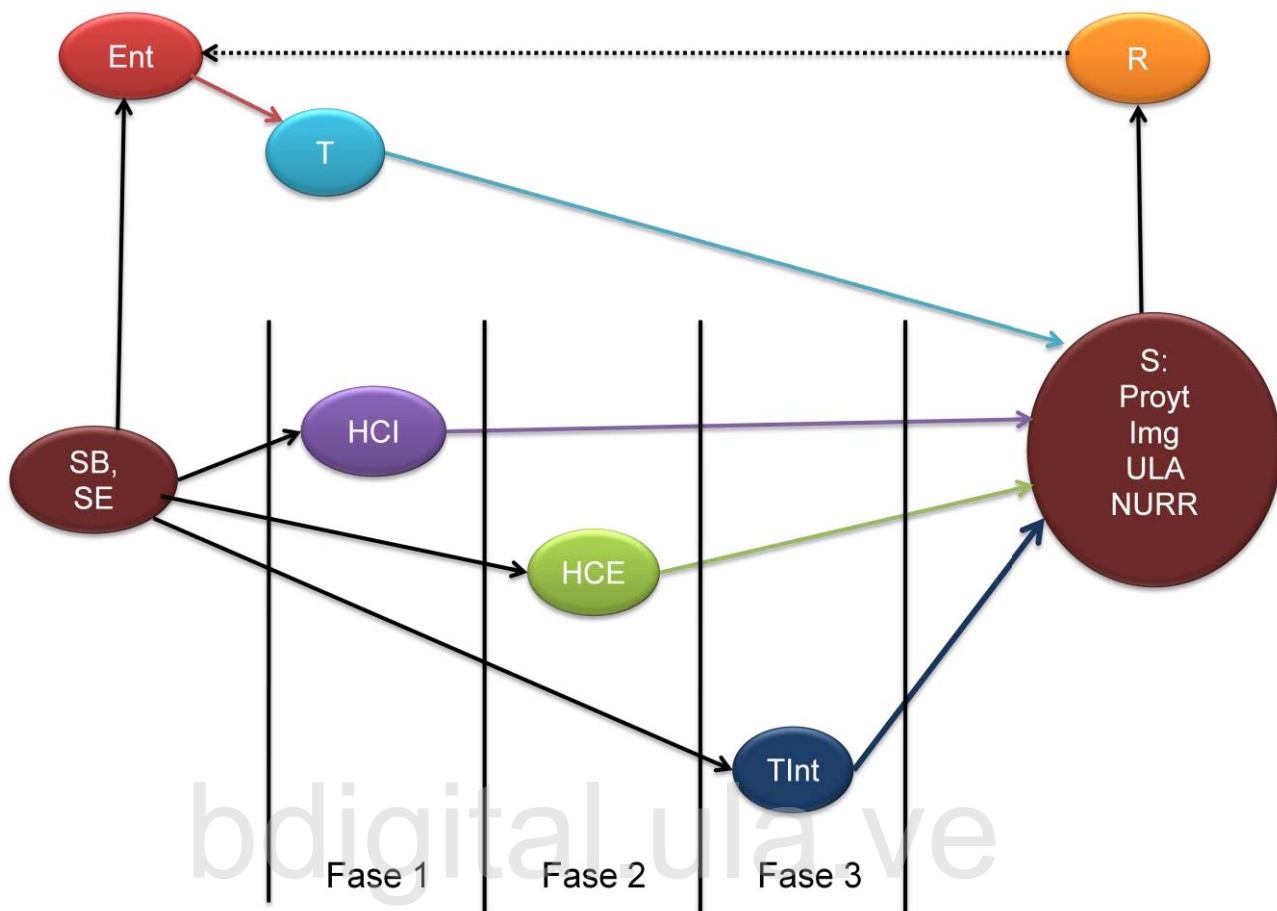 Ent
R
T
S:
Proyt
Img
ULA
NURR
HCI
SB,
SE
HCE
TInt
bdigital.ula.ve
Fase 1
Fase 2
Fase 3